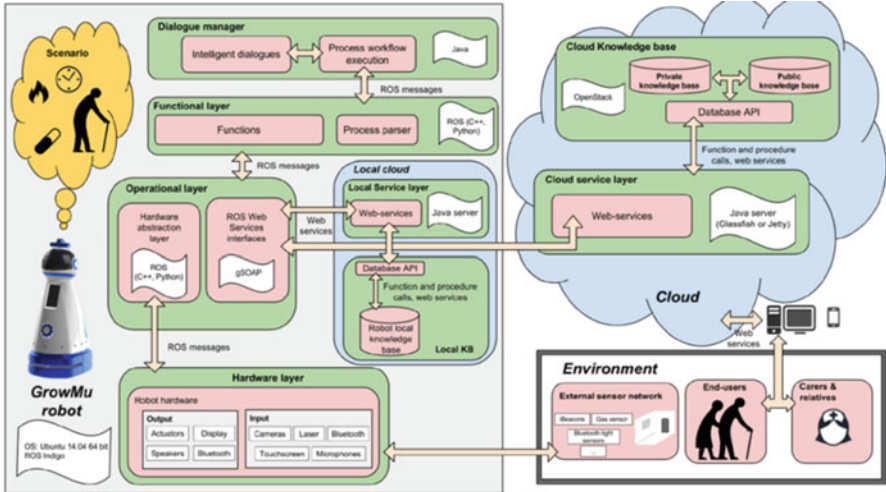 Scenario
GrowMu
robot
OS: Ubuntu 14.04 64 bit
ROS Indigo
Dialogue manager
Intelligent dialogues
Process workflow
execution
Java
ROS messages
Functional layer
Functions
Process parser
ROS (C++,
Python)
ROS messages
Operational layer
Hardware
abstraction
layer
ROS
(C++, Python)
ROS Web
Services
interfaces
gSOAP
Web
services
Local cloud
Local Service layer
Web-services
Java server
Database API
Function and procedure
calls, web services
Robot local
knowledge
base
Local KB
ROS messages
Hardware layer
Robot hardware
Output
Actuators
Display
Speakers
Bluetooth
Input
Cameras
Laser
Bluetooth
Touchscreen
Microphones
Cloud Knowledge base
Private
knowledge base
Public
knowledge base
OpenStack
Database API
Function and procedure
calls, web services
Cloud service layer
Web-services
Java server
(Glassfish or Jetty)
Cloud
Web
services
Environment
External sensor network
iBeacons
Gas sensor
Bluetooth light
sensors
...
End-users
Carers &
relatives